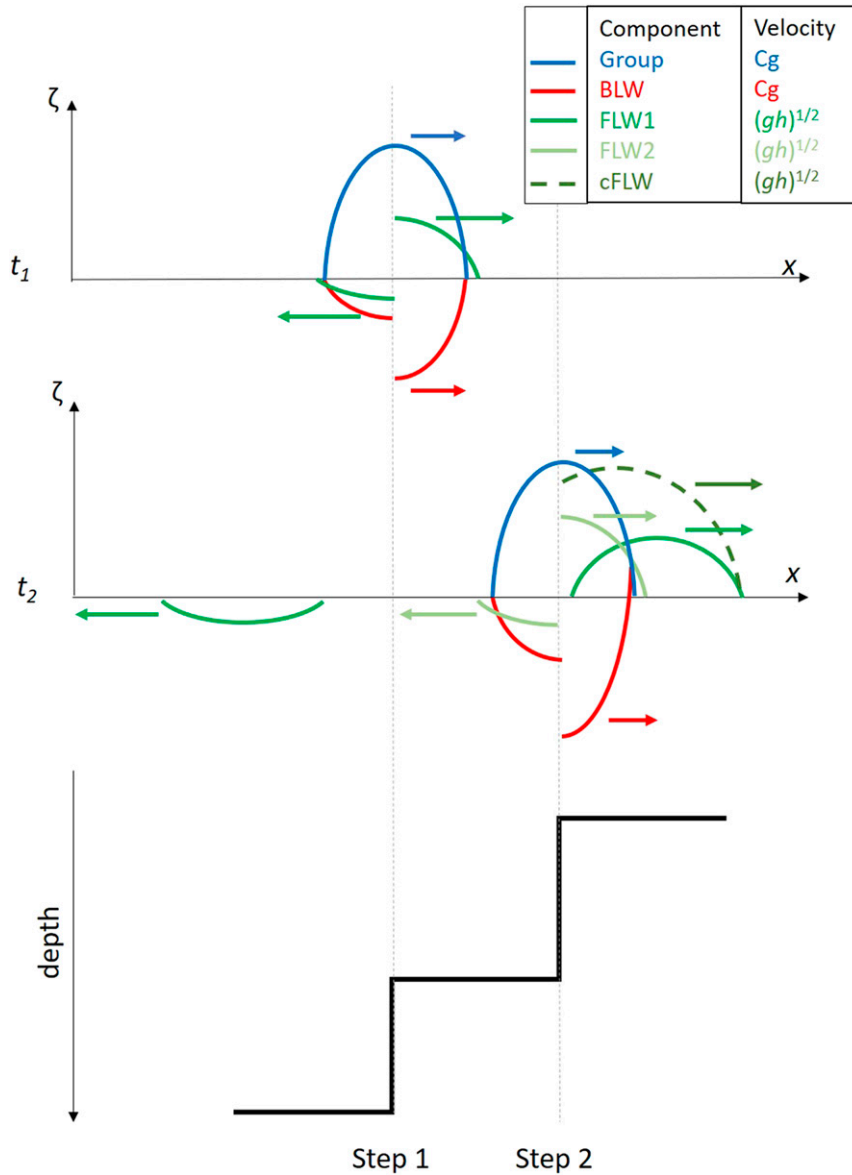 Component Velocity
Group Cg
BLW Cg
FLW1 (gh)^1/2
FLW2 (gh)^1/2
cFLW (gh)^1/2
ζ
t1
x
ζ
t2
x
depth
Step 1 Step 2